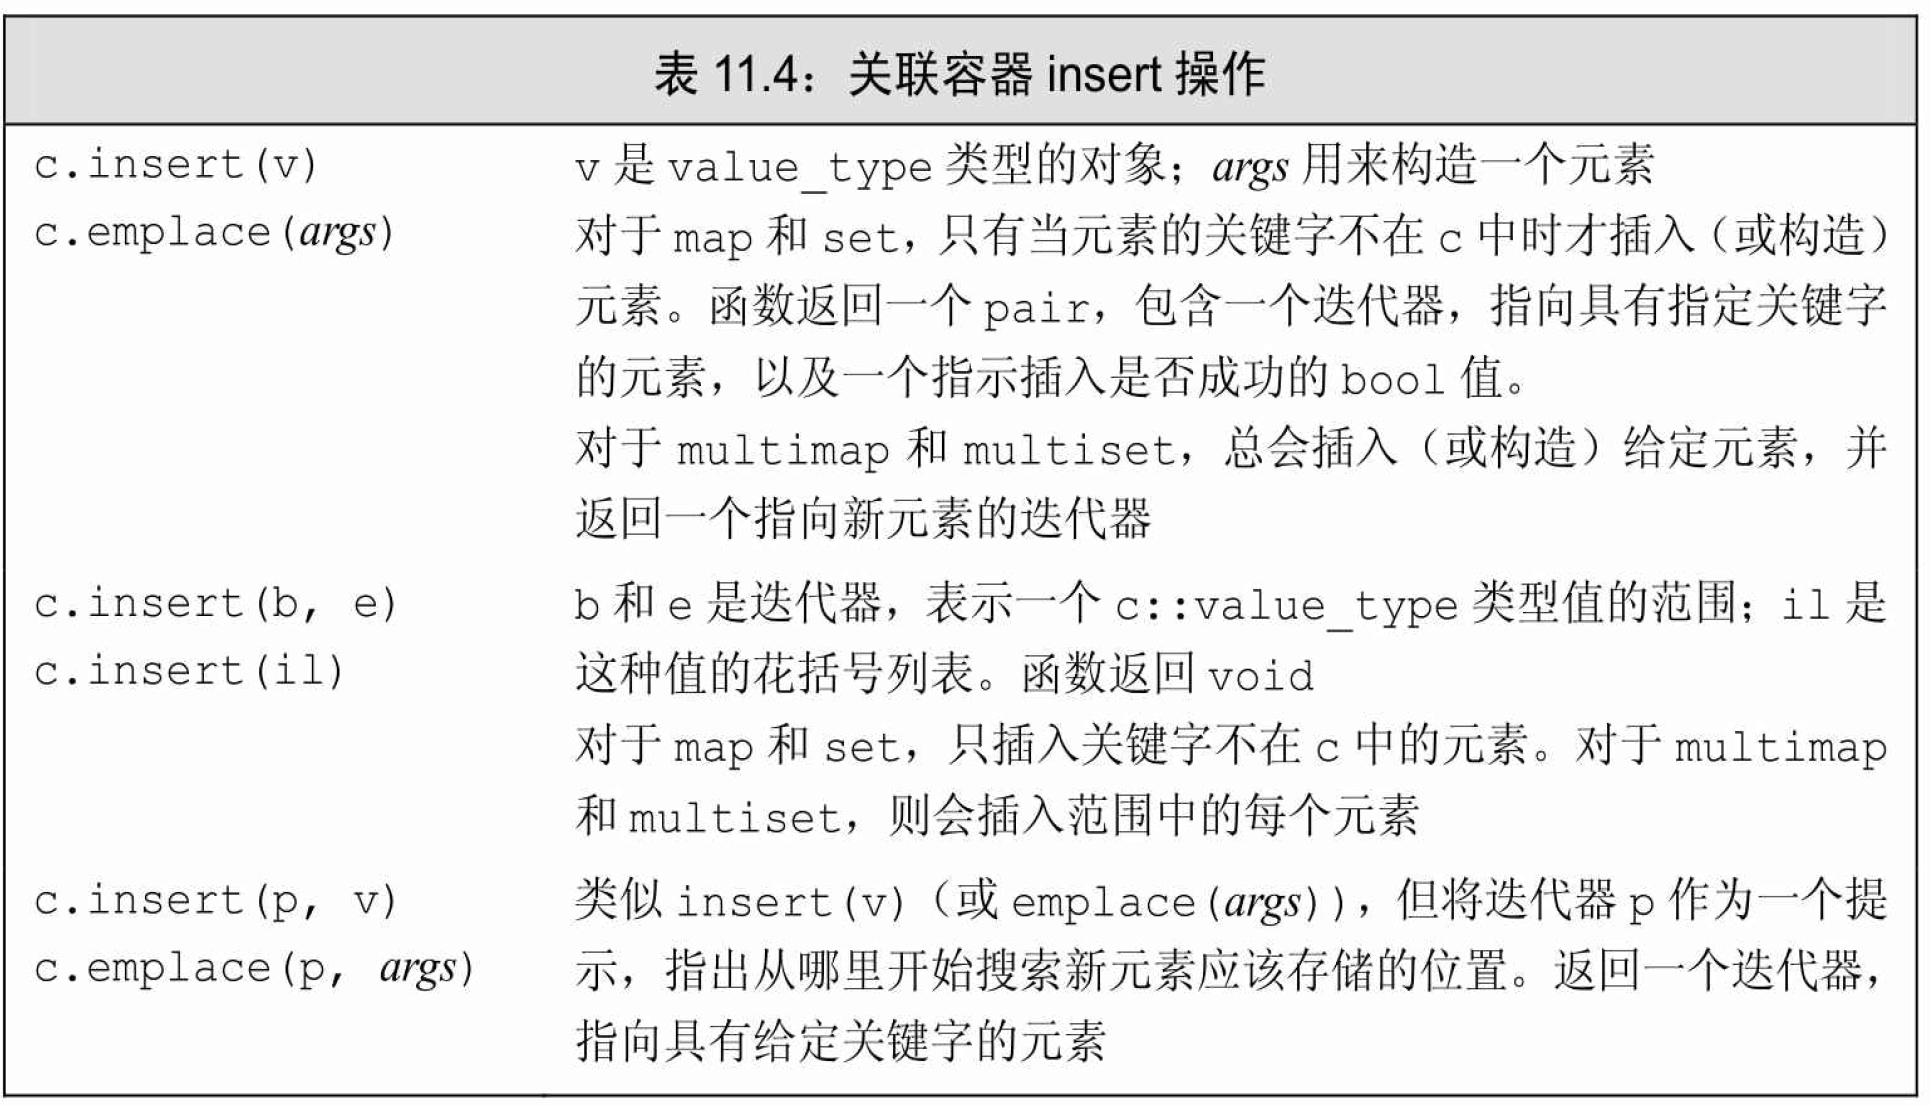 表 11.4：关联容器 insert 操作
c.insert(v) v 是 value_type 类型的对象；args 用来构造一个元素
c.emplace(args) 对于 map 和 set，只有当元素的关键字不在 c 中时才插入（或构造）
元素。函数返回一个 pair，包含一个迭代器，指向具有指定关键字
的元素，以及一个指示插入是否成功的 bool 值。
对于 multimap 和 multiset，总会插入（或构造）给定元素，并
返回一个指向新元素的迭代器
c.insert(b, e) b 和 e 是迭代器，表示一个 c::value_type 类型值的范围；il 是
c.insert(il) 这种值的花括号列表。函数返回 void
对于 map 和 set，只插入关键字不在 c 中的元素。对于 multimap
和 multiset，则会插入范围中的每个元素
c.insert(p, v) 类似 insert(v)（或 emplace(args)），但将迭代器 p 作为一个提
c.emplace(p, args) 示，指出从哪里开始搜索新元素应该存储的位置。返回一个迭代器，
指向具有给定关键字的元素